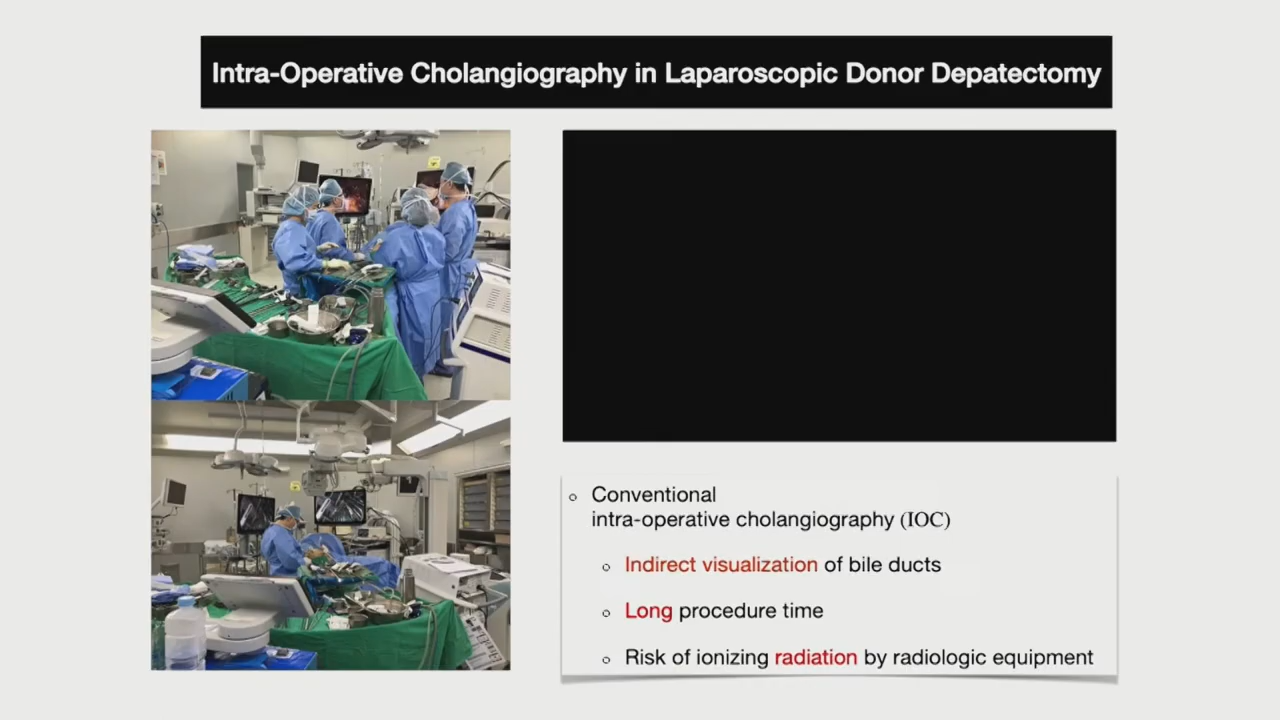 Intra-Operative Cholangiography in Laparoscopic Donor Depatectomy
Conventional
intra-operative cholangiography (IOC)
Indirect visualization of bile ducts
Long procedure time
Risk of ionizing radiation by radiologic equipment